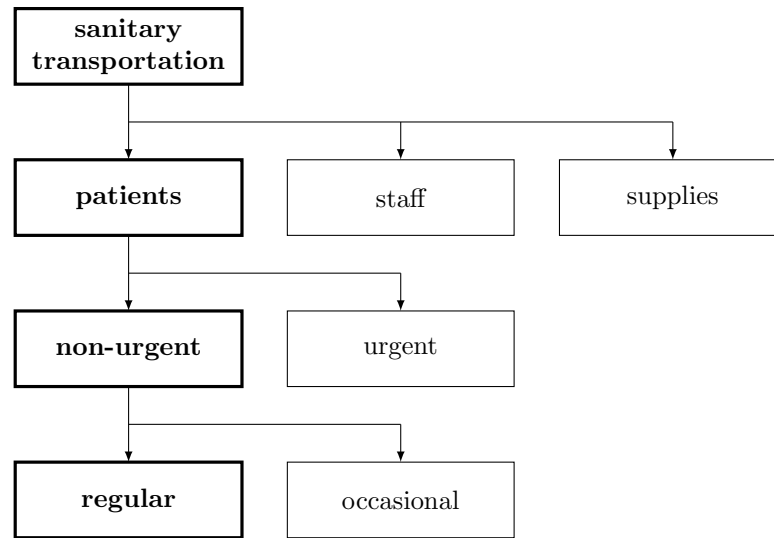 sanitary
transportation
patients
staff
supplies
non-urgent
urgent
regular
occasional